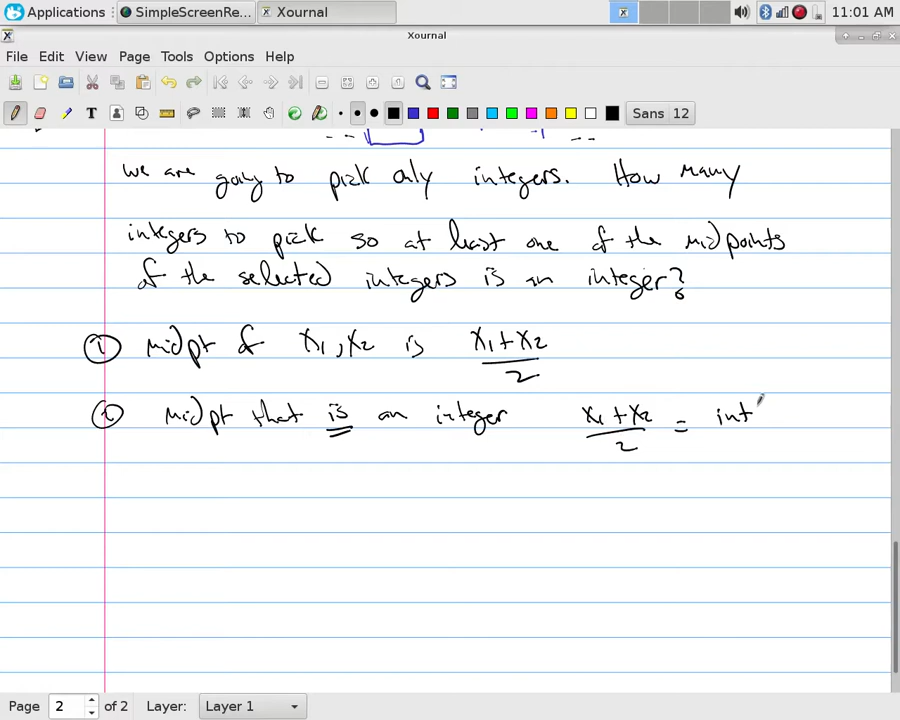 Applications
SimpleScreenRe...
Xournal
11:01 AM
Xournal
File Edit View Page Tools Options Help
Sans 12
we are going to pick only integers. How many
integers to pick so at least one of the midpoints
of the selected integers is an integer?
① midpt of x₁, x₂ is (x₁+x₂)/2
② midpt that is an integer (x₁+x₂)/2 = int
Page 2 of 2 Layer: Layer 1